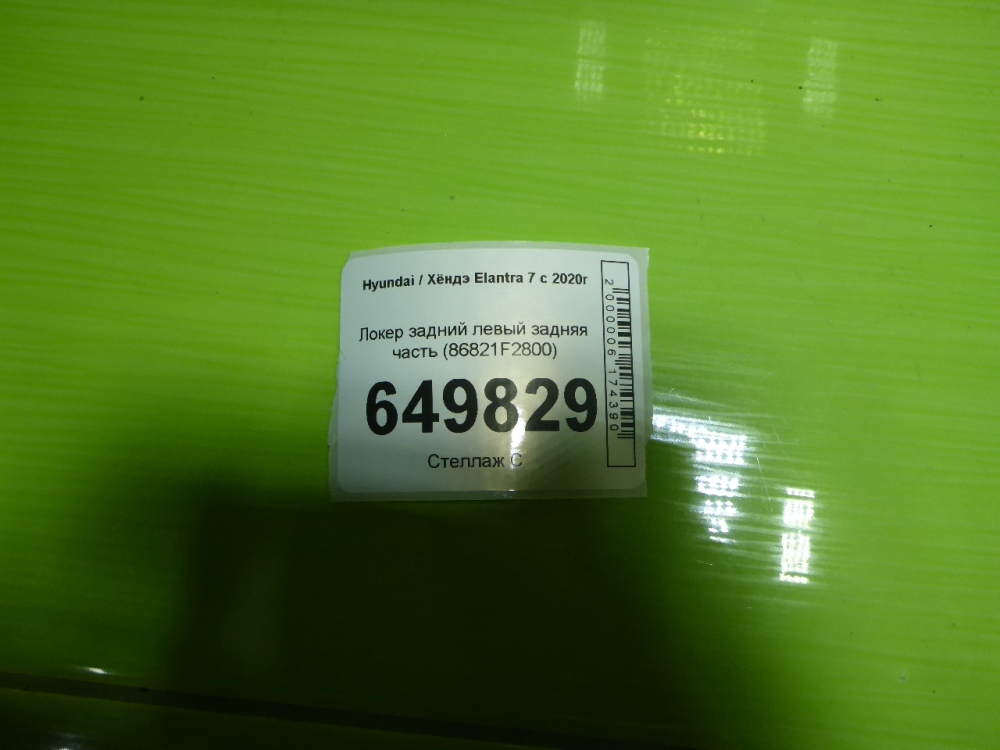 Hyundai / Хёндэ Elantra 7 с 2020г
Локер задний левый задняя
часть (86821F2800)
649829
Стеллаж С
2000006174390